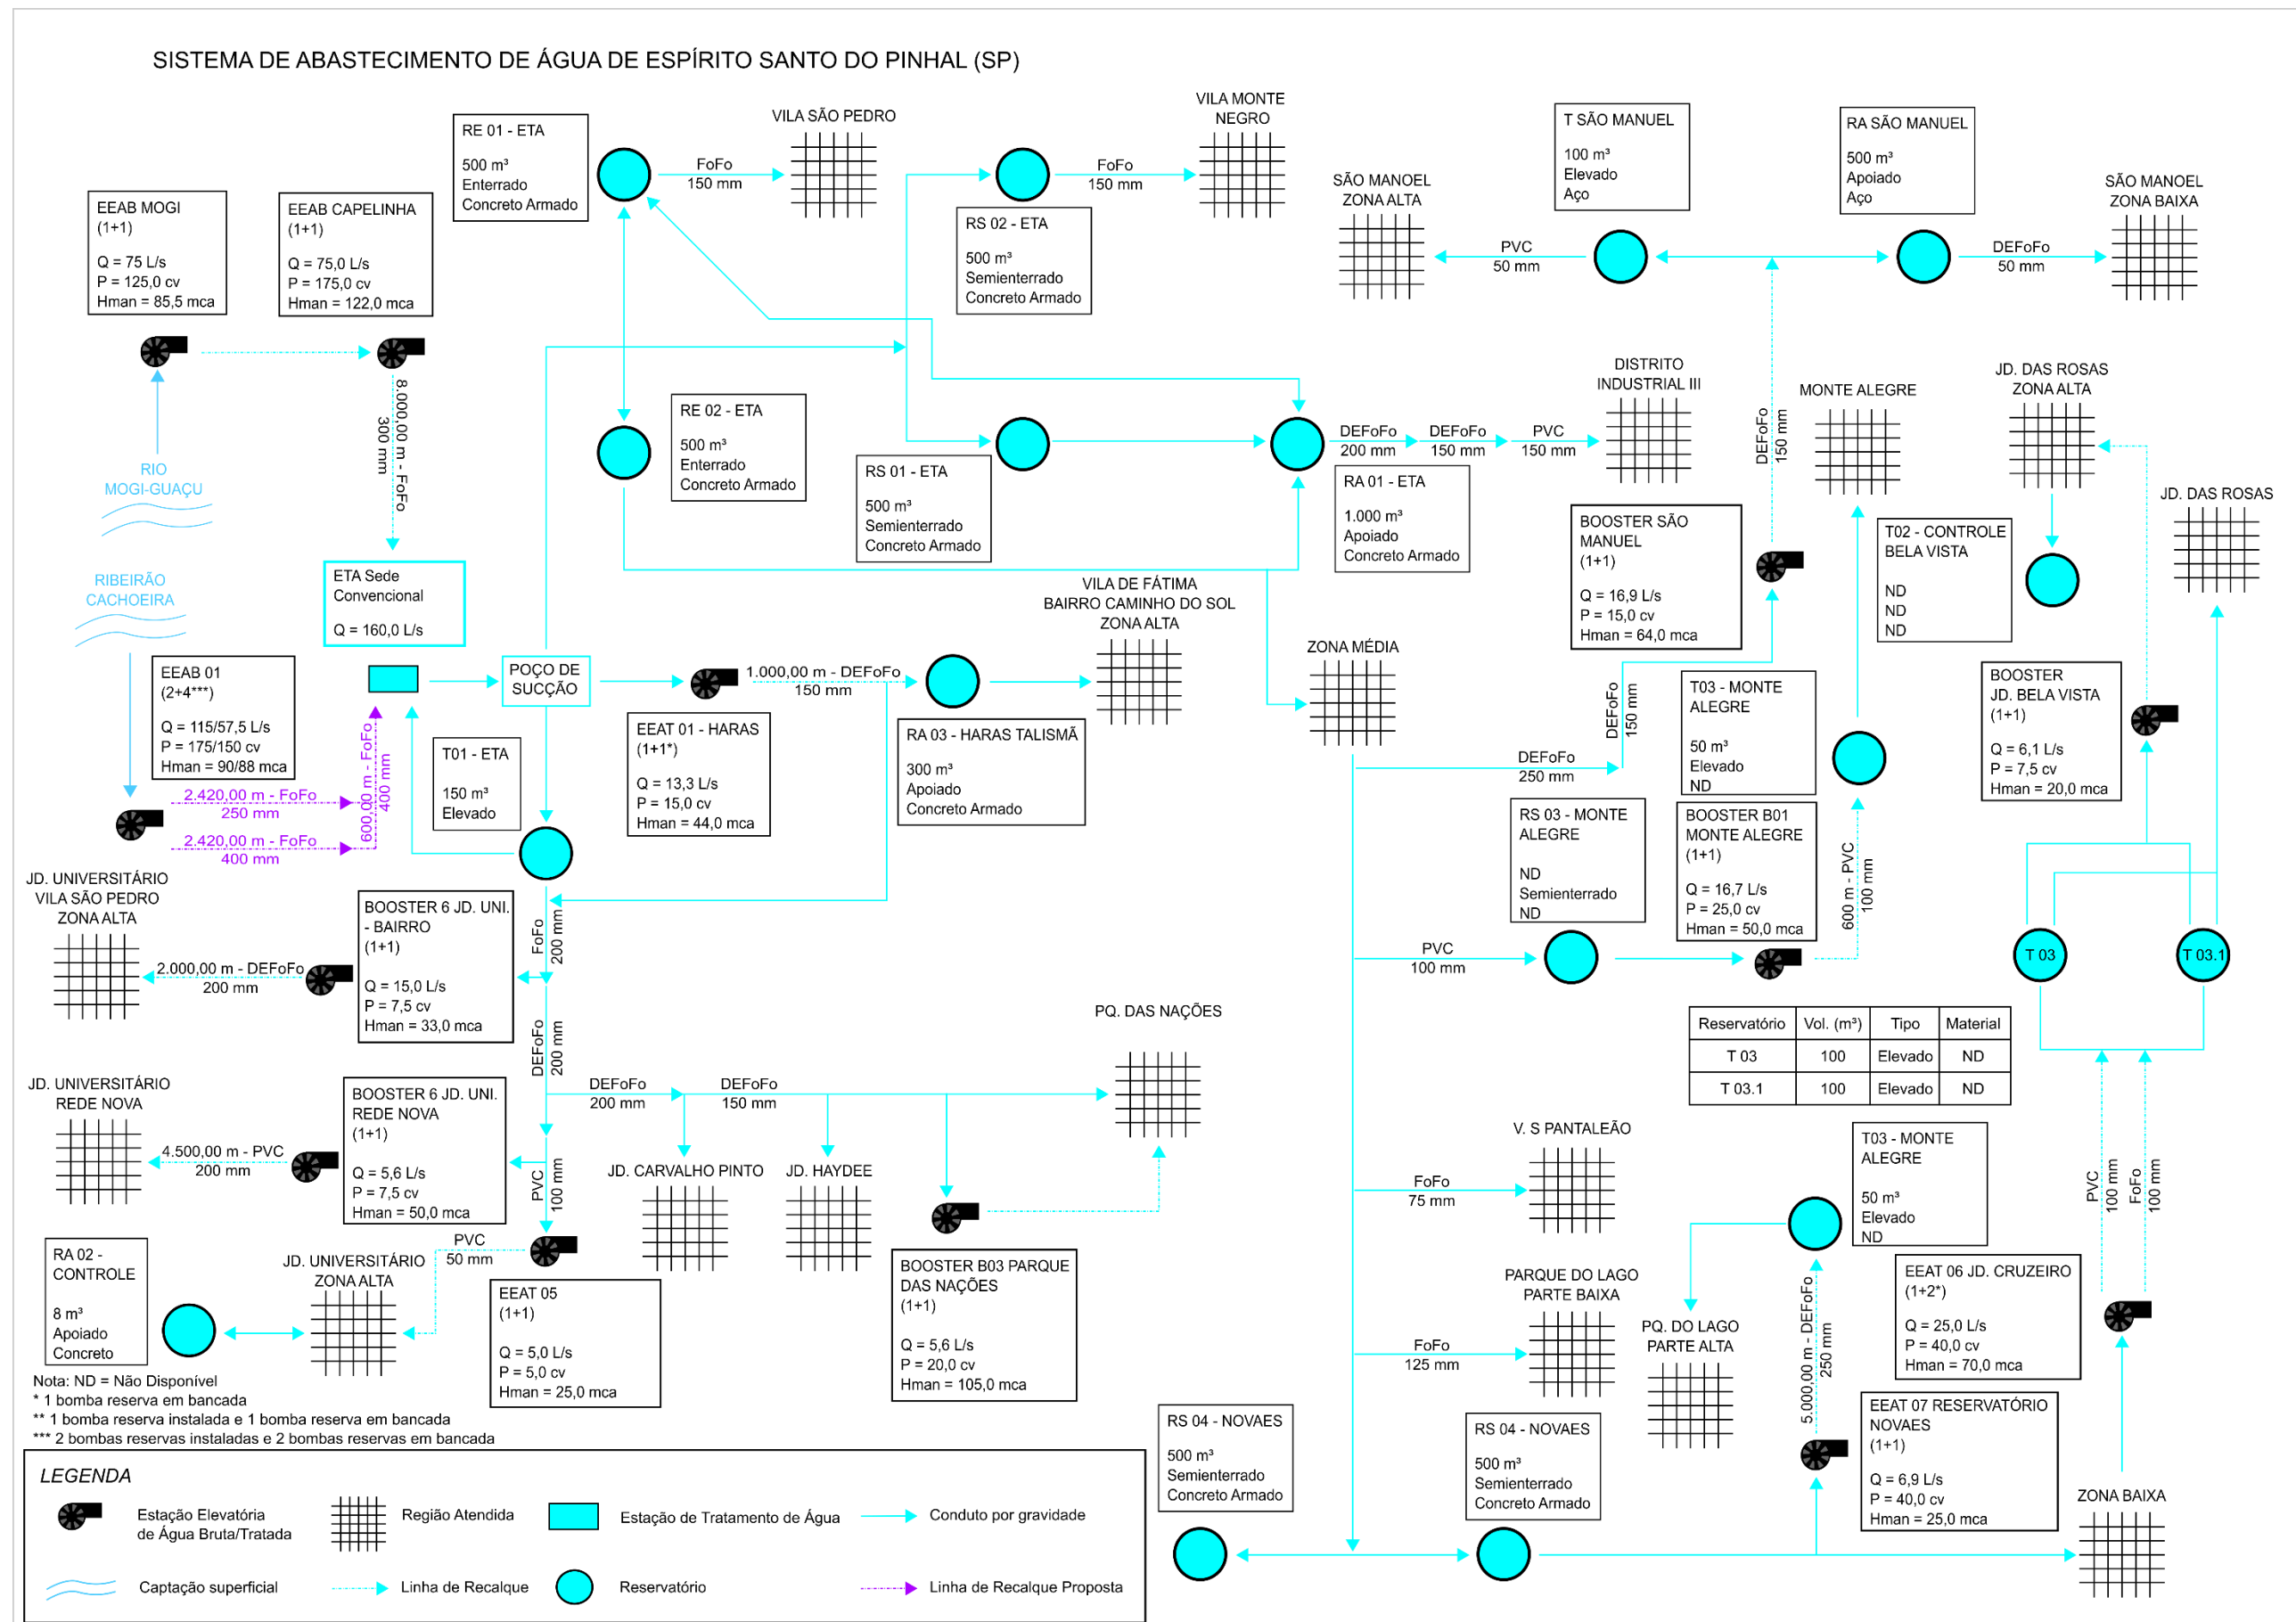 SISTEMA DE ABASTECIMENTO DE ÁGUA DE ESPÍRITO SANTO DO PINHAL (SP)
EEAB MOGI
(1+1)
Q = 75 L/s
P = 125,0 cv
Hman = 85,5 mca
EEAB CAPELINHA
(1+1)
Q = 75,0 L/s
P = 175,0 cv
Hman = 122,0 mca
RE 01 - ETA
500 m³
Enterrado
Concreto Armado
FoFo
150 mm
VILA SÃO PEDRO
RS 02 - ETA
500 m³
Semienterrado
Concreto Armado
FoFo
150 mm
VILA MONTE
NEGRO
SÃO MANOEL
ZONA ALTA
PVC
50 mm
T SÃO MANUEL
100 m³
Elevado
Aço
RA SÃO MANUEL
500 m³
Apoiado
Aço
DEFoFo
50 mm
SÃO MANOEL
ZONA BAIXA
8.000,00 m - FoFo
300 mm
RIO
MOGI-GUAÇU
RIBEIRÃO
CACHOEIRA
ETA Sede
Convencional
Q = 160,0 L/s
RE 02 - ETA
500 m³
Enterrado
Concreto Armado
RS 01 - ETA
500 m³
Semienterrado
Concreto Armado
DEFoFo
200 mm
DEFoFo
150 mm
PVC
150 mm
RA 01 - ETA
1.000 m³
Apoiado
Concreto Armado
DISTRITO
INDUSTRIAL III
DEFoFo
150 mm
MONTE ALEGRE
JD. DAS ROSAS
ZONA ALTA
JD. DAS ROSAS
BOOSTER SÃO
MANUEL
(1+1)
Q = 16,9 L/s
P = 15,0 cv
Hman = 64,0 mca
T02 - CONTROLE
BELA VISTA
ND
ND
ND
EEAB 01
(2+4***)
Q = 115/57,5 L/s
P = 175/150 cv
Hman = 90/88 mca
2.420,00 m - FoFo
250 mm
2.420,00 m - FoFo
400 mm
600,00 m - FoFo
400 mm
POÇO DE
SUCÇÃO
T01 - ETA
150 m³
Elevado
EEAT 01 - HARAS
(1+1*)
Q = 13,3 L/s
P = 15,0 cv
Hman = 44,0 mca
1.000,00 m - DEFoFo
150 mm
RA 03 - HARAS TALISMÃ
300 m³
Apoiado
Concreto Armado
VILA DE FÁTIMA
BAIRRO CAMINHO DO SOL
ZONA ALTA
ZONA MÉDIA
DEFoFo
250 mm
DEFoFo
150 mm
T03 - MONTE
ALEGRE
50 m³
Elevado
ND
BOOSTER
JD. BELA VISTA
(1+1)
Q = 6,1 L/s
P = 7,5 cv
Hman = 20,0 mca
RS 03 - MONTE
ALEGRE
ND
Semienterrado
ND
BOOSTER B01
MONTE ALEGRE
(1+1)
Q = 16,7 L/s
P = 25,0 cv
Hman = 50,0 mca
600 m - PVC
100 mm
PVC
100 mm
T 03
T 03.1
JD. UNIVERSITÁRIO
VILA SÃO PEDRO
ZONA ALTA
2.000,00 m - DEFoFo
200 mm
BOOSTER 6 JD. UNI.
- BAIRRO
(1+1)
Q = 15,0 L/s
P = 7,5 cv
Hman = 33,0 mca
FoFo
200 mm
DEFoFo
200 mm
DEFoFo
200 mm
DEFoFo
150 mm
PQ. DAS NAÇÕES
Reservatório Vol. (m³) Tipo Material
T 03 100 Elevado ND
T 03.1 100 Elevado ND
JD. UNIVERSITÁRIO
REDE NOVA
4.500,00 m - PVC
200 mm
BOOSTER 6 JD. UNI.
REDE NOVA
(1+1)
Q = 5,6 L/s
P = 7,5 cv
Hman = 50,0 mca
PVC
100 mm
JD. CARVALHO PINTO
JD. HAYDEE
BOOSTER B03 PARQUE
DAS NAÇÕES
(1+1)
Q = 5,6 L/s
P = 20,0 cv
Hman = 105,0 mca
V. S PANTALEÃO
FoFo
75 mm
T03 - MONTE
ALEGRE
50 m³
Elevado
ND
PVC
100 mm
FoFo
100 mm
RA 02 -
CONTROLE
8 m³
Apoiado
Concreto
JD. UNIVERSITÁRIO
ZONA ALTA
PVC
50 mm
EEAT 05
(1+1)
Q = 5,0 L/s
P = 5,0 cv
Hman = 25,0 mca
PARQUE DO LAGO
PARTE BAIXA
FoFo
125 mm
PQ. DO LAGO
PARTE ALTA
5.000,00 m - DEFoFo
250 mm
EEAT 06 JD. CRUZEIRO
(1+2*)
Q = 25,0 L/s
P = 40,0 cv
Hman = 70,0 mca
EEAT 07 RESERVATÓRIO
NOVAES
(1+1)
Q = 6,9 L/s
P = 40,0 cv
Hman = 25,0 mca
RS 04 - NOVAES
500 m³
Semienterrado
Concreto Armado
RS 04 - NOVAES
500 m³
Semienterrado
Concreto Armado
ZONA BAIXA
Nota: ND = Não Disponível
* 1 bomba reserva em bancada
** 1 bomba reserva instalada e 1 bomba reserva em bancada
*** 2 bombas reservas instaladas e 2 bombas reservas em bancada
LEGENDA
Estação Elevatória
de Água Bruta/Tratada
Região Atendida
Estação de Tratamento de Água
Conduto por gravidade
Captação superficial
Linha de Recalque
Reservatório
Linha de Recalque Proposta